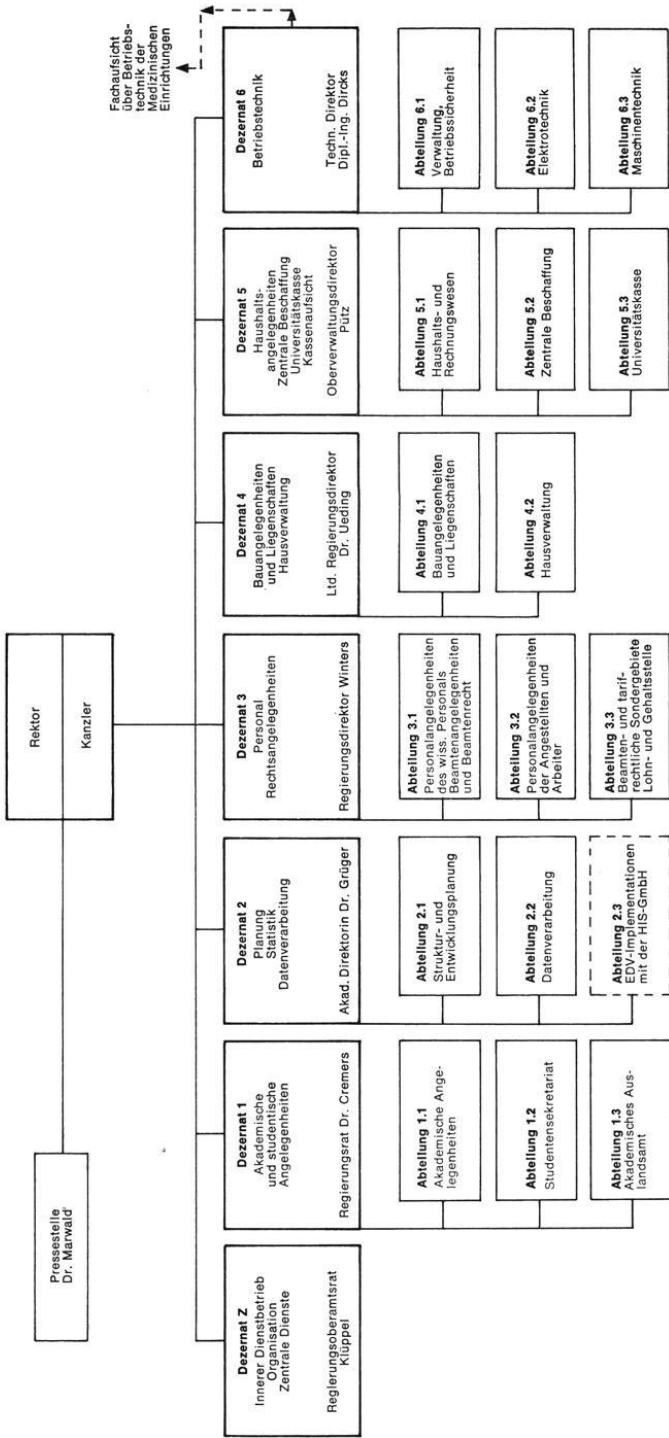 Rektor
Kanzler
Pressestelle
Dr. Marwald
Fachaufsicht
über Betriebs-
technik der
Medizinischen
Einrichtungen
Dezernat Z
Innerer Dienstbetrieb
Organisation
Zentrale Dienste
Regierungsoberamtsrat
Klüppel
Dezernat 1
Akademische
und studentische
Angelegenheiten
Regierungsrat Dr. Cremers
Abteilung 1.1
Akademische Ange-
legenheiten
Abteilung 1.2
Studentensekretariat
Abteilung 1.3
Akademisches Aus-
landsamt
Dezernat 2
Planung
Statistik
Datenverarbeitung
Akad. Direktorin Dr. Grüger
Abteilung 2.1
Struktur- und
Entwicklungsplanung
Abteilung 2.2
Datenverarbeitung
Abteilung 2.3
EDV-Implementationen
mit der HIS-GmbH
Dezernat 3
Personal
Rechtsangelegenheiten
Regierungsdirektor Winters
Abteilung 3.1
Personalangelegenheiten
des wiss. Personals
Beamtenangelegenheiten
und Beamtenrecht
Abteilung 3.2
Personalangelegenheiten
der Angestellten und
Arbeiter
Abteilung 3.3
Beamten- und tarif-
rechtliche Sondergebiete
Lohn- und Gehaltsstelle
Dezernat 4
Bauangelegenheiten
und Liegenschaften
Hausverwaltung
Ltd. Regierungsdirektor
Dr. Ueding
Abteilung 4.1
Bauangelegenheiten
und Liegenschaften
Abteilung 4.2
Hausverwaltung
Dezernat 5
Haushalts-
angelegenheiten
Zentrale Beschaffung
Universitätskasse
Kassenaufsicht
Oberverwaltungsdirektor
Pütz
Abteilung 5.1
Haushalts- und
Rechnungswesen
Abteilung 5.2
Zentrale Beschaffung
Abteilung 5.3
Universitätskasse
Dezernat 6
Betriebstechnik
Techn. Direktor
Dipl.-Ing. Dircks
Abteilung 6.1
Verwaltung,
Betriebssicherheit
Abteilung 6.2
Elektrotechnik
Abteilung 6.3
Maschinentechnik